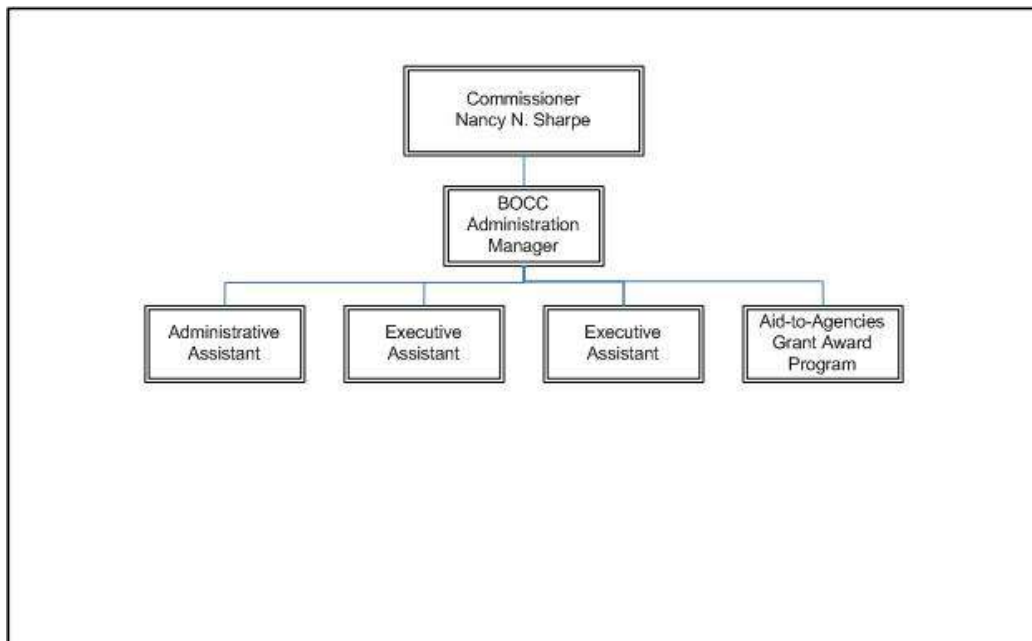 Commissioner
Nancy N. Sharpe
BOCC
Administration
Manager
Administrative
Assistant
Executive
Assistant
Executive
Assistant
Aid-to-Agencies
Grant Award
Program